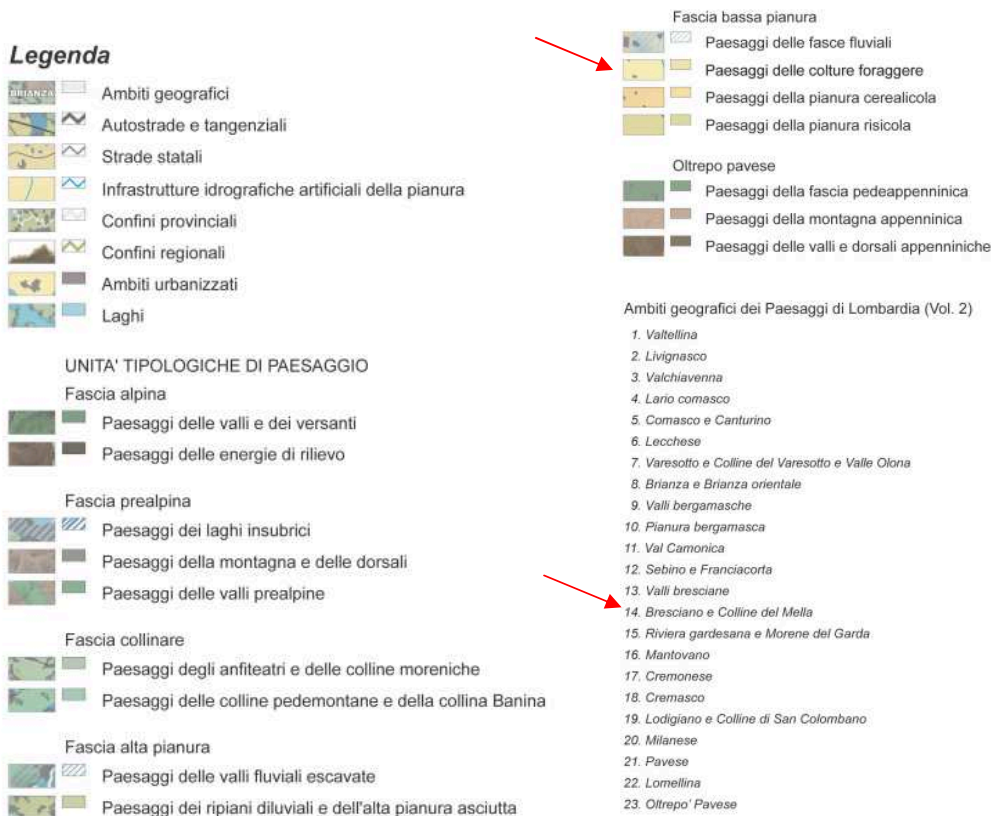 Legenda
BRIANZA
Ambiti geografici
Autostrade e tangenziali
Strade statali
Infrastrutture idrografiche artificiali della pianura
Confini provinciali
Confini regionali
Ambiti urbanizzati
Laghi
UNITA' TIPOLOGICHE DI PAESAGGIO
Fascia alpina
Paesaggi delle valli e dei versanti
Paesaggi delle energie di rilievo
Fascia prealpina
Paesaggi dei laghi insubrici
Paesaggi della montagna e delle dorsali
Paesaggi delle valli prealpine
Fascia collinare
Paesaggi degli anfiteatri e delle colline moreniche
Paesaggi delle colline pedemontane e della collina Banina
Fascia alta pianura
Paesaggi delle valli fluviali escavate
Paesaggi dei ripiani diluviali e dell'alta pianura asciutta
Fascia bassa pianura
Paesaggi delle fasce fluviali
Paesaggi delle colture foraggere
Paesaggi della pianura cerealicola
Paesaggi della pianura risicola
Oltrepo pavese
Paesaggi della fascia pedeappenninica
Paesaggi della montagna appenninica
Paesaggi delle valli e dorsali appenniniche
Ambiti geografici dei Paesaggi di Lombardia (Vol. 2)
1. Valtellina
2. Livignasco
3. Valchiavenna
4. Lario comasco
5. Comasco e Canturino
6. Lecchese
7. Varesotto e Colline del Varesotto e Valle Olona
8. Brianza e Brianza orientale
9. Valli bergamasche
10. Pianura bergamasca
11. Val Camonica
12. Sebino e Franciacorta
13. Valli bresciane
14. Bresciano e Colline del Mella
15. Riviera gardesana e Morene del Garda
16. Mantovano
17. Cremonese
18. Cremasco
19. Lodigiano e Colline di San Colombano
20. Milanese
21. Pavese
22. Lomellina
23. Oltrepo' Pavese